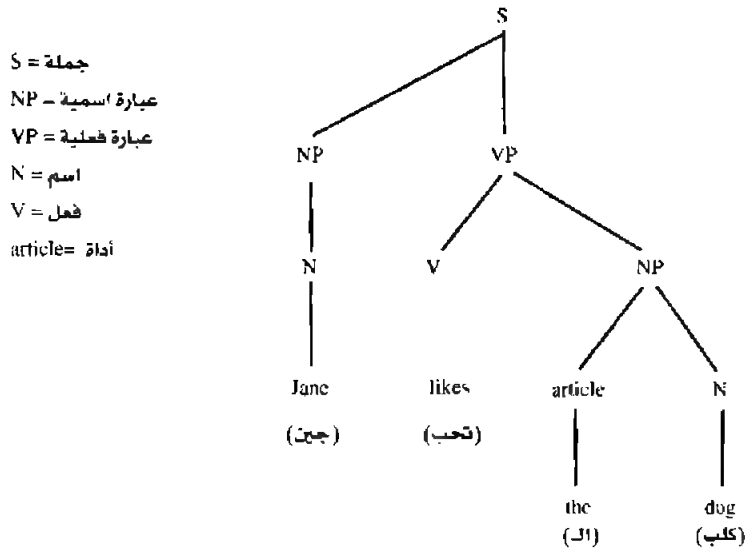 S
S = جملة
NP – عبارة اسمية
VP = عبارة فعلية
N = اسم
V = فعل
article= أداة
NP VP
N V NP
Jane likes article N
(جين) (تحب)
the dog
(الـ) (كلب)